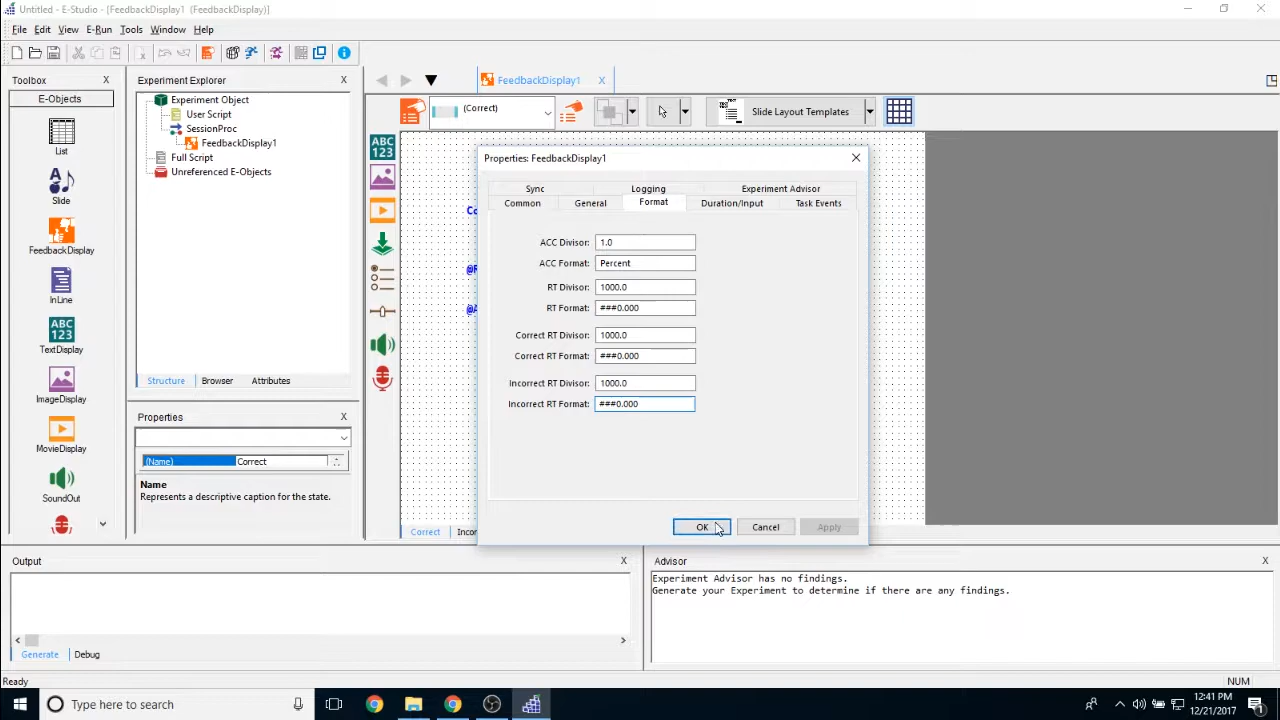 Untitled - E-Studio - [FeedbackDisplay1 (FeedbackDisplay)]
File Edit View E-Run Tools Window Help
Toolbox X
E-Objects
List
Slide
FeedbackDisplay
InLine
ABC
123
TextDisplay
ImageDisplay
MovieDisplay
SoundOut
Experiment Explorer X
Experiment Object
User Script
SessionProc
FeedbackDisplay1
Full Script
Unreferenced E-Objects
Structure Browser Attributes
Properties X
(Name) Correct
Name
Represents a descriptive caption for the state.
FeedbackDisplay1 X
(Correct)
Slide Layout Templates
ABC
123
Properties: FeedbackDisplay1
Sync Logging Experiment Advisor
Common General Format Duration/Input Task Events
ACC Divisor: 1.0
ACC Format: Percent
RT Divisor: 1000.0
RT Format: ###0.000
Correct RT Divisor: 1000.0
Correct RT Format: ###0.000
Incorrect RT Divisor: 1000.0
Incorrect RT Format: ###0.000
OK Cancel Apply
Correct Incor
Output X
Generate Debug
Advisor X
Experiment Advisor has no findings.
Generate your Experiment to determine if there are any findings.
Ready NUM
Type here to search
12:41 PM
12/21/2017